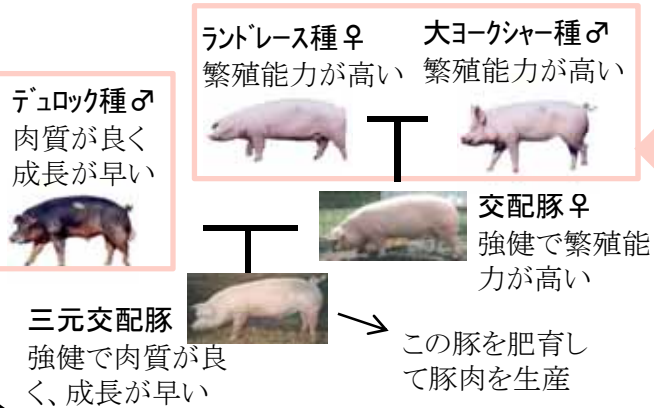 ランドレース種♀
繁殖能力が高い
大ヨークシャー種♂
繁殖能力が高い
デュロック種♂
肉質が良く
成長が早い
交配豚♀
強健で繁殖能
力が高い
三元交配豚
強健で肉質が良
く、成長が早い
この豚を肥育し
て豚肉を生産